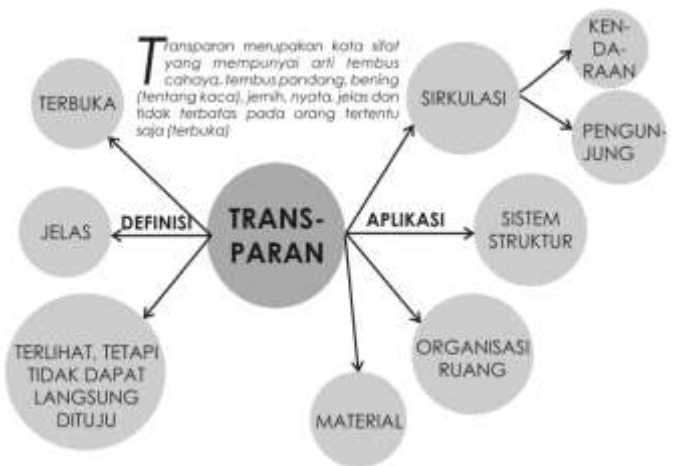 Transparan merupakan kata sifat
yang mempunyai arti tembus
cahaya, tembus pandang, bening
(tentang kaca), jernih, nyata, jelas dan
tidak terbatas pada orang tertentu
saja (terbuka)
TERBUKA
JELAS
TERLIHAT, TETAPI
TIDAK DAPAT
LANGSUNG
DITUJU
DEFINISI
TRANS-
PARAN
APLIKASI
SIRKULASI
KEN-
DA-
RAAN
PENGUN-
JUNG
SISTEM
STRUKTUR
ORGANISASI
RUANG
MATERIAL